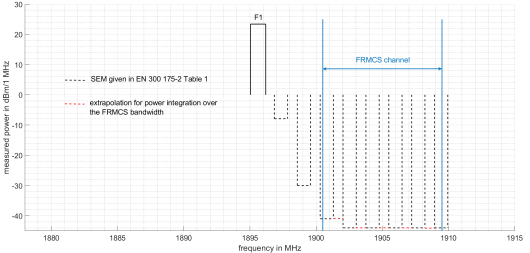 30
F1
20
FRMCS channel
10
SEM given in EN 300 175-2 Table 1
extrapolation for power integration over
the FRMCS bandwidth
0
-10
-20
-30
-40
measured power in dBm/1 MHz
1880 1885 1890 1895 1900 1905 1910 1915
frequency in MHz